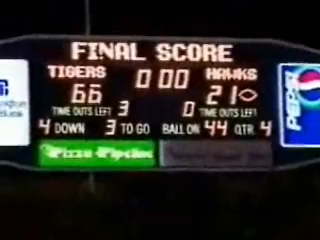 FINAL SCORE
TIGERS 0 00 HAWKS
66 21
TIME OUTS LEFT 3 0 TIME OUTS LEFT
4 DOWN 3 TO GO BALL ON 44 QTR 4
Pizza Pipeline
PEPSI